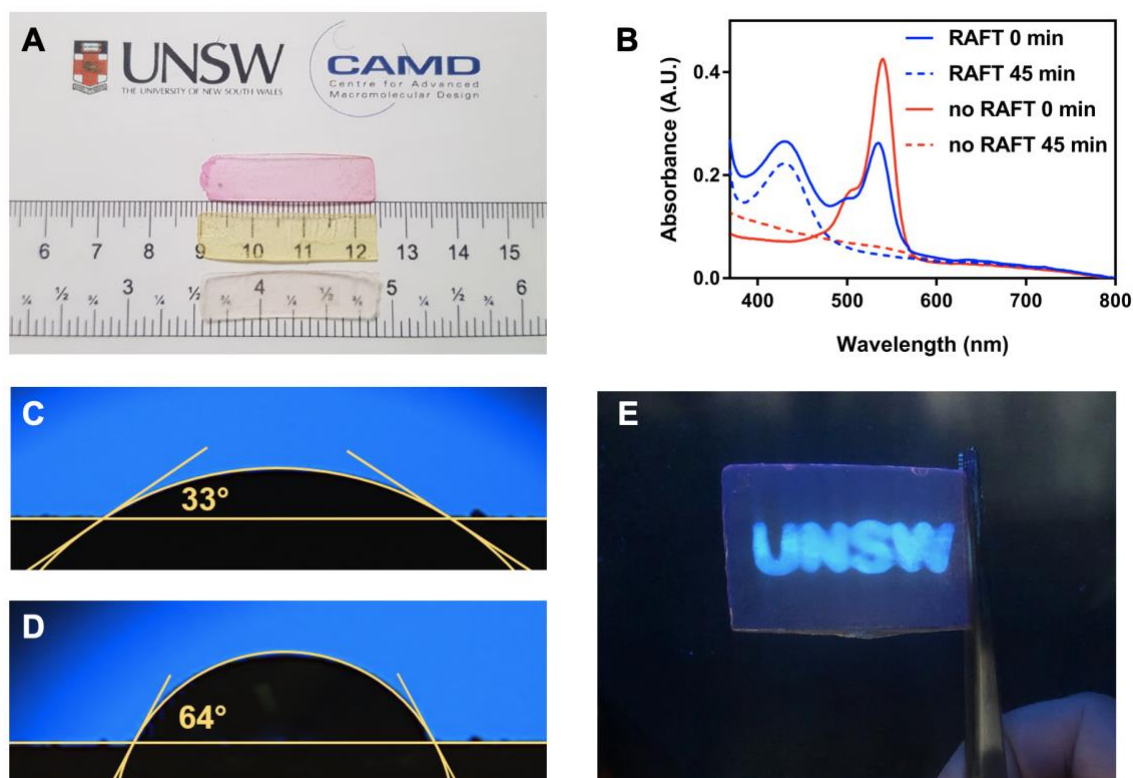 A
UNSW
THE UNIVERSITY OF NEW SOUTH WALES
CAMD
Centre for Advanced
Macromolecular Design
6 7 8 9 10 11 12 13 14 15
¼ ½ ¾ 3 ¼ ½ ¾ 4 ¼ ½ ¾ 5 ¼ ½ ¾ 6
B
RAFT 0 min
RAFT 45 min
no RAFT 0 min
no RAFT 45 min
Absorbance (A.U.)
0.4
0.2
0.0
400 500 600 700 800
Wavelength (nm)
C
33°
D
64°
E
UNSW